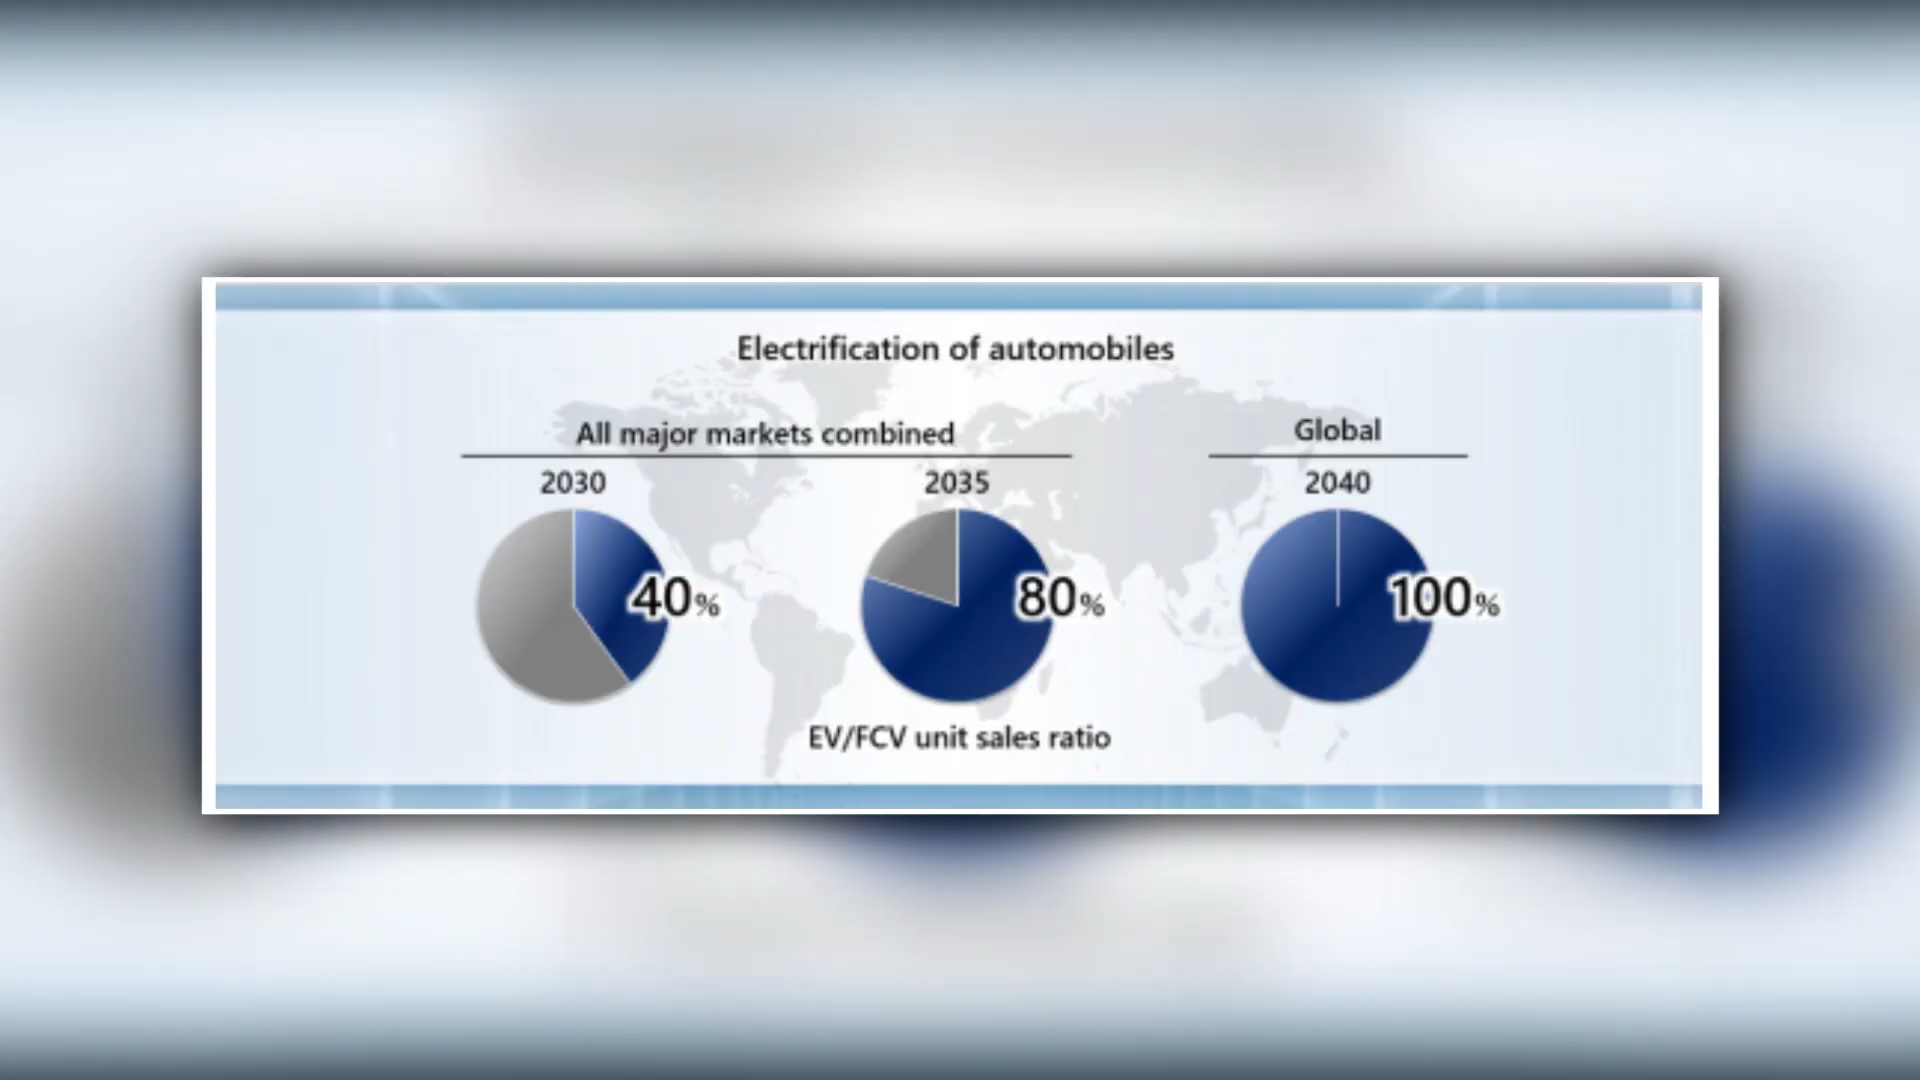 Electrification of automobiles
All major markets combined
Global
2030
2035
2040
40%
80%
100%
EV/FCV unit sales ratio